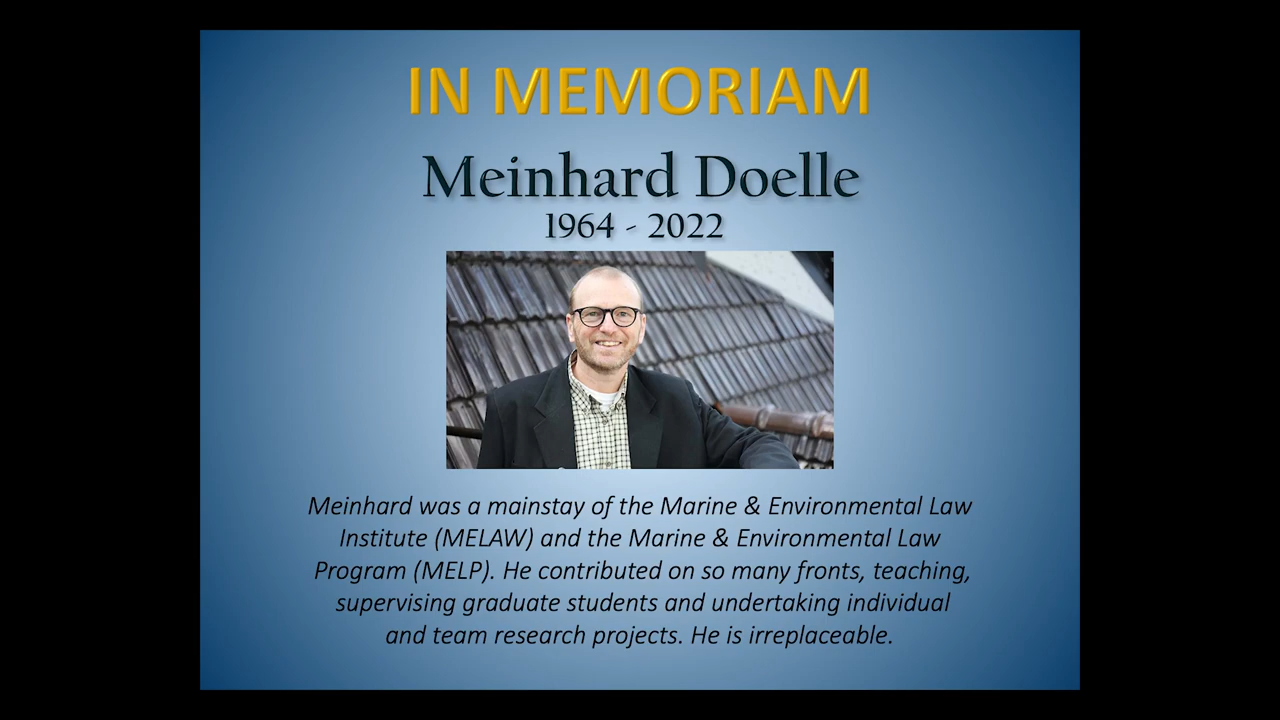 IN MEMORIAM
Meinhard Doelle
1964 - 2022
Meinhard was a mainstay of the Marine & Environmental Law
Institute (MELAW) and the Marine & Environmental Law
Program (MELP). He contributed on so many fronts, teaching,
supervising graduate students and undertaking individual
and team research projects. He is irreplaceable.